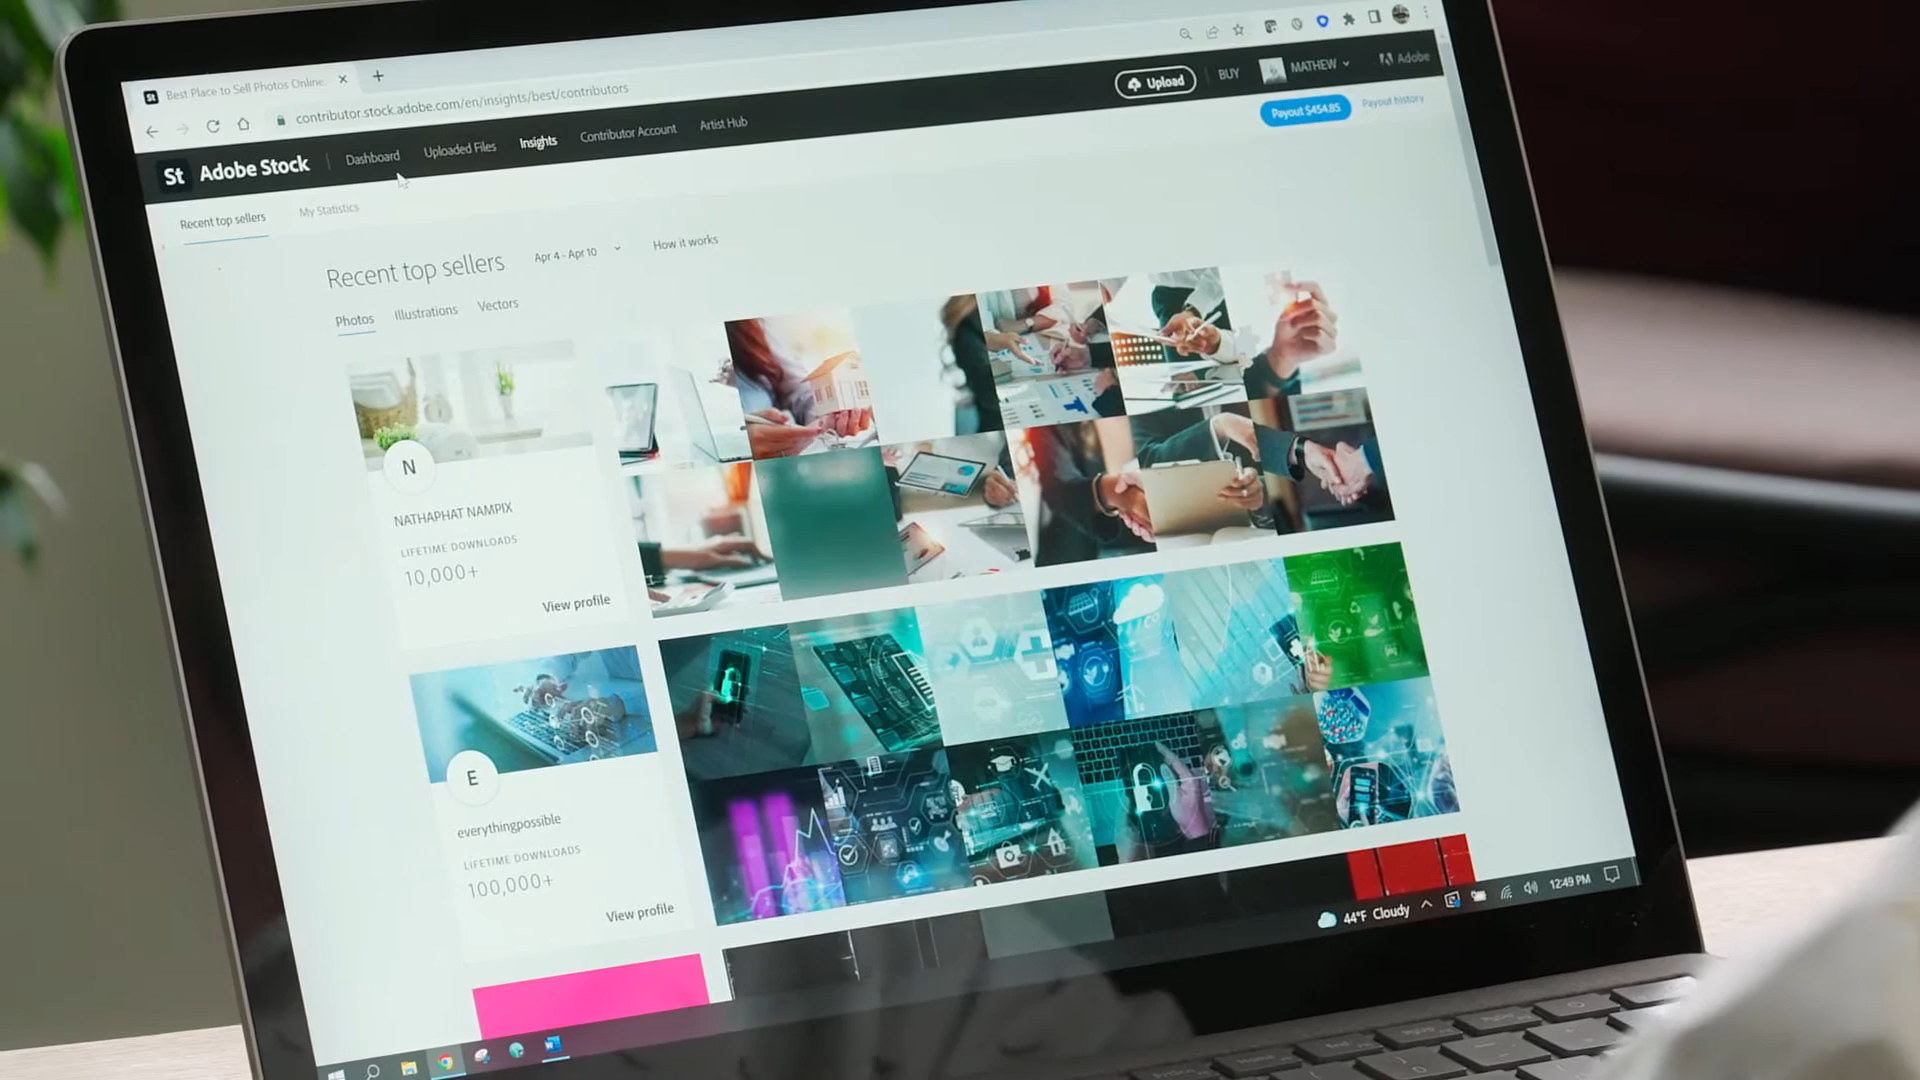 St Best Place to Sell Photos Online.
contributor.stock.adobe.com/en/insights/best/contributors
St Adobe Stock Dashboard Uploaded Files Insights Contributor Account Artist Hub Upload BUY MATHEW Adobe
Payout $454.85 Payout history
Recent top sellers My Statistics
Recent top sellers Apr 4 - Apr 10 How it works
Photos Illustrations Vectors
N
NATHAPHAT NAMPIX
LIFETIME DOWNLOADS
10,000+
View profile
E
everythingpossible
LIFETIME DOWNLOADS
100,000+
View profile
44°F Cloudy 12:49 PM